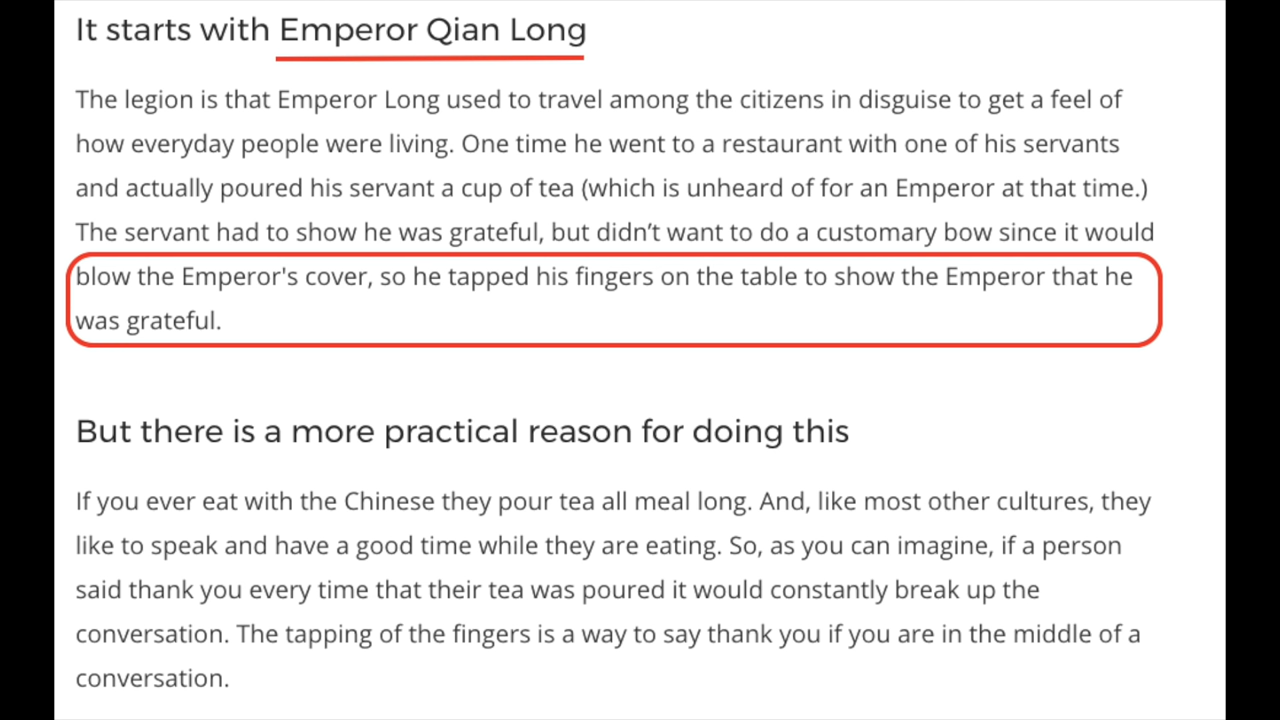 It starts with Emperor Qian Long
The legion is that Emperor Long used to travel among the citizens in disguise to get a feel of
how everyday people were living. One time he went to a restaurant with one of his servants
and actually poured his servant a cup of tea (which is unheard of for an Emperor at that time.)
The servant had to show he was grateful, but didn’t want to do a customary bow since it would
blow the Emperor's cover, so he tapped his fingers on the table to show the Emperor that he
was grateful.
But there is a more practical reason for doing this
If you ever eat with the Chinese they pour tea all meal long. And, like most other cultures, they
like to speak and have a good time while they are eating. So, as you can imagine, if a person
said thank you every time that their tea was poured it would constantly break up the
conversation. The tapping of the fingers is a way to say thank you if you are in the middle of a
conversation.